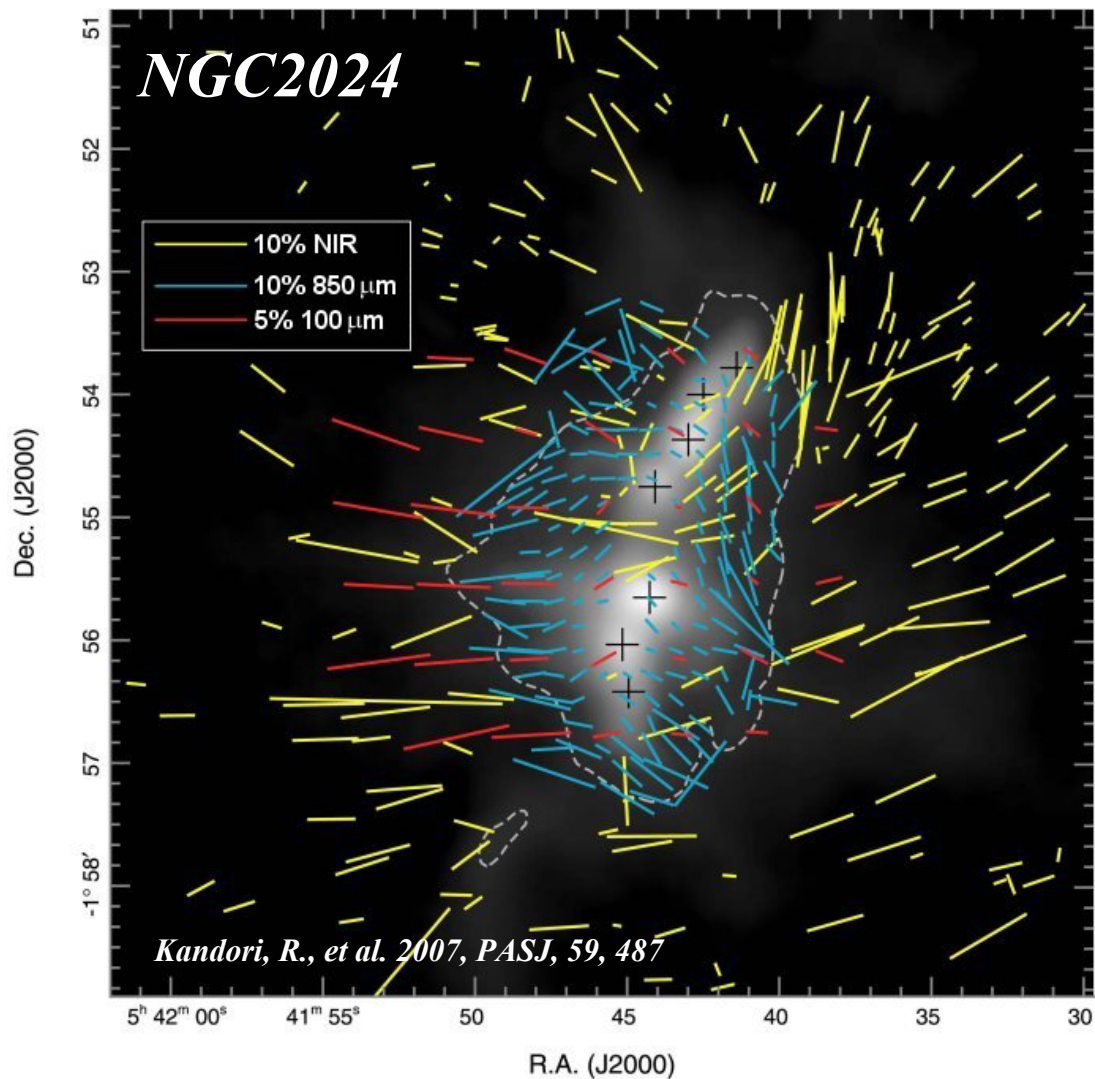 NGC2024
10% NIR
10% 850 μm
5% 100 μm
51
52
53
54
55
56
57
-1° 58′
Dec. (J2000)
Kandori, R., et al. 2007, PASJ, 59, 487
5ʰ 42ᵐ 00ˢ 41ᵐ 55ˢ 50 45 40 35 30
R.A. (J2000)